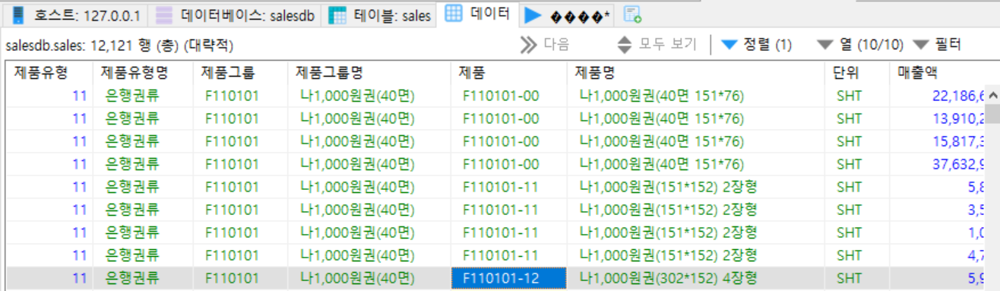 호스트: 127.0.0.1 데이터베이스: salesdb 테이블: sales 데이터 ����*
salesdb.sales: 12,121 행 (총) (대략적) 다음 모두 보기 정렬 (1) 열 (10/10) 필터
제품유형 제품유형명 제품그룹 제품그룹명 제품 제품명 단위 매출액
11 은행권류 F110101 나1,000원권(40면) F110101-00 나1,000원권(40면 151*76) SHT 22,186,6
11 은행권류 F110101 나1,000원권(40면) F110101-00 나1,000원권(40면 151*76) SHT 13,910,2
11 은행권류 F110101 나1,000원권(40면) F110101-00 나1,000원권(40면 151*76) SHT 15,817,3
11 은행권류 F110101 나1,000원권(40면) F110101-00 나1,000원권(40면 151*76) SHT 37,632,9
11 은행권류 F110101 나1,000원권(40면) F110101-11 나1,000원권(151*152) 2장형 SHT 5,8
11 은행권류 F110101 나1,000원권(40면) F110101-11 나1,000원권(151*152) 2장형 SHT 3,5
11 은행권류 F110101 나1,000원권(40면) F110101-11 나1,000원권(151*152) 2장형 SHT 1,0
11 은행권류 F110101 나1,000원권(40면) F110101-11 나1,000원권(151*152) 2장형 SHT 4,7
11 은행권류 F110101 나1,000원권(40면) F110101-12 나1,000원권(302*152) 4장형 SHT 5,9